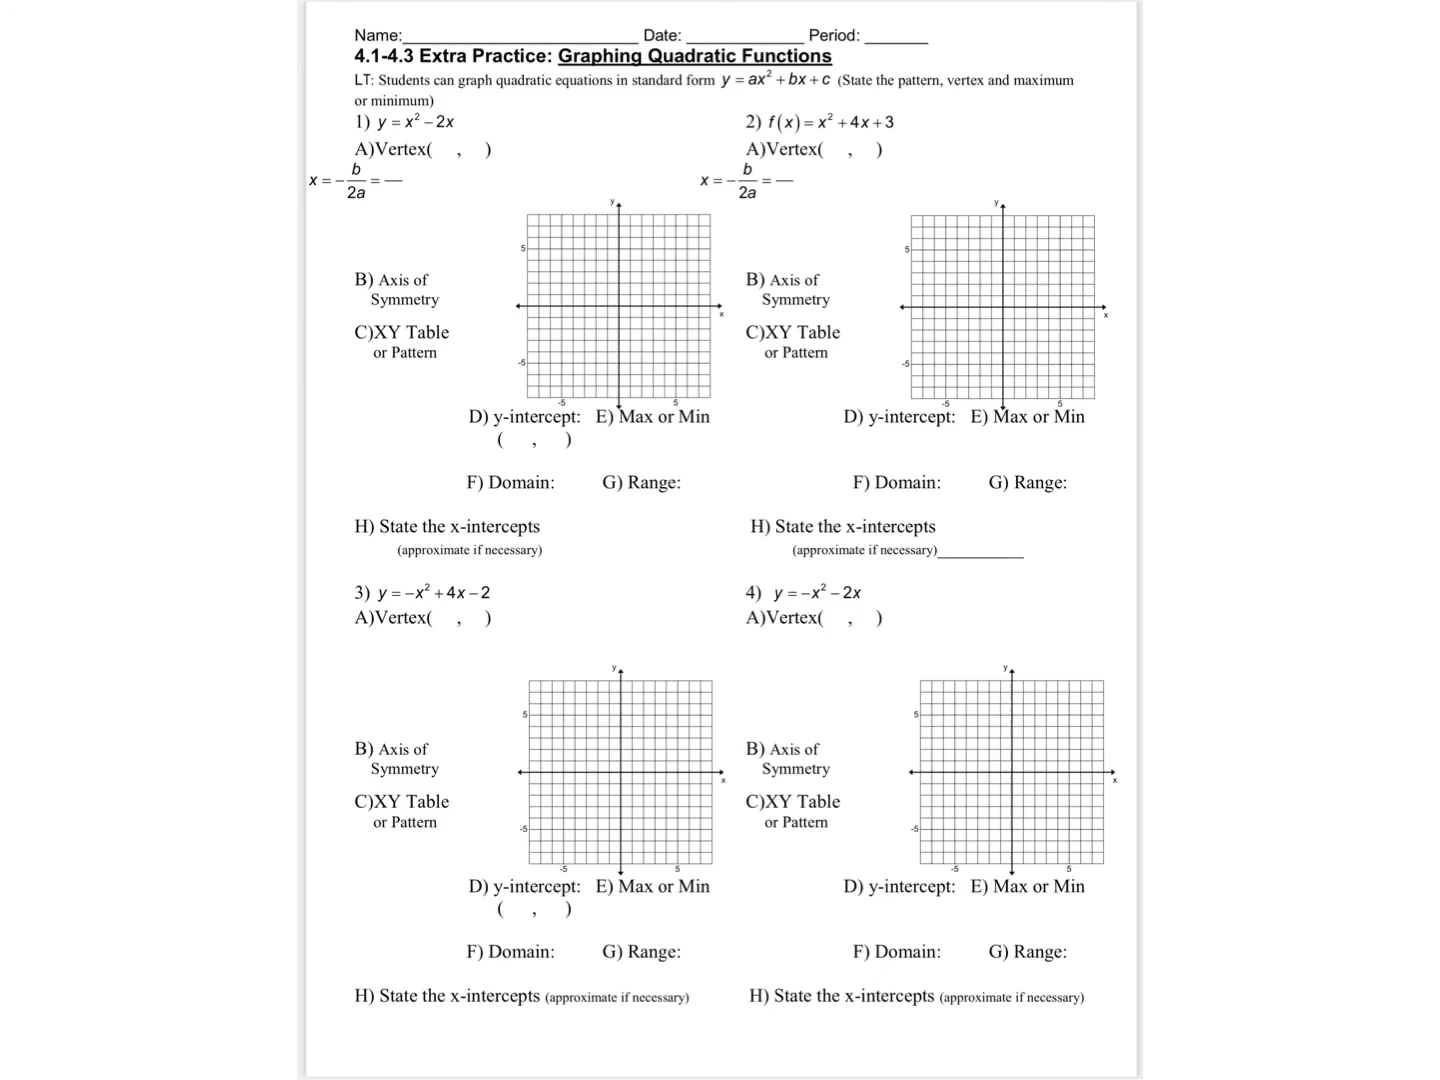 Name:__________________________ Date: _____________ Period: _______
4.1-4.3 Extra Practice: Graphing Quadratic Functions
LT: Students can graph quadratic equations in standard form y = ax² + bx + c (State the pattern, vertex and maximum
or minimum)
1) y = x² – 2x
A)Vertex( , )
x = – b/2a = —
y
5
x
-5
-5 5
B) Axis of
Symmetry
C)XY Table
or Pattern
D) y-intercept: E) Max or Min
( , )
F) Domain: G) Range:
H) State the x-intercepts
(approximate if necessary)
2) f(x) = x² + 4x + 3
A)Vertex( , )
x = – b/2a = —
y
5
x
-5
-5 5
B) Axis of
Symmetry
C)XY Table
or Pattern
D) y-intercept: E) Max or Min
F) Domain: G) Range:
H) State the x-intercepts
(approximate if necessary)_____________
3) y = –x² + 4x – 2
A)Vertex( , )
y
5
x
-5
-5 5
B) Axis of
Symmetry
C)XY Table
or Pattern
D) y-intercept: E) Max or Min
( , )
F) Domain: G) Range:
H) State the x-intercepts (approximate if necessary)
4) y = –x² – 2x
A)Vertex( , )
y
5
x
-5
-5 5
B) Axis of
Symmetry
C)XY Table
or Pattern
D) y-intercept: E) Max or Min
F) Domain: G) Range:
H) State the x-intercepts (approximate if necessary)